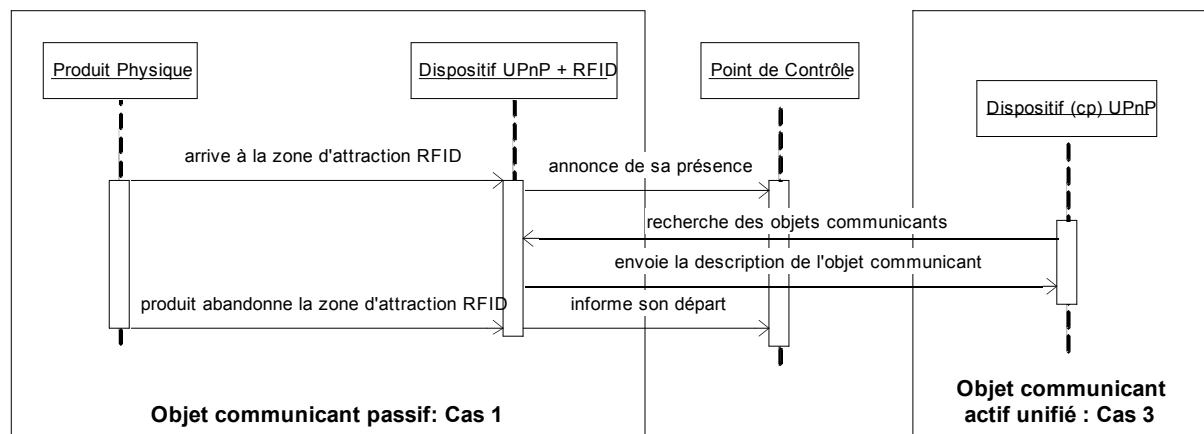 Produit Physique
Dispositif UPnP + RFID
Point de Contrôle
Dispositif (cp) UPnP
arrive à la zone d'attraction RFID
annonce de sa présence
recherche des objets communicants
envoie la description de l'objet communicant
produit abandonne la zone d'attraction RFID
informe son départ
Objet communicant passif: Cas 1
Objet communicant
actif unifié : Cas 3